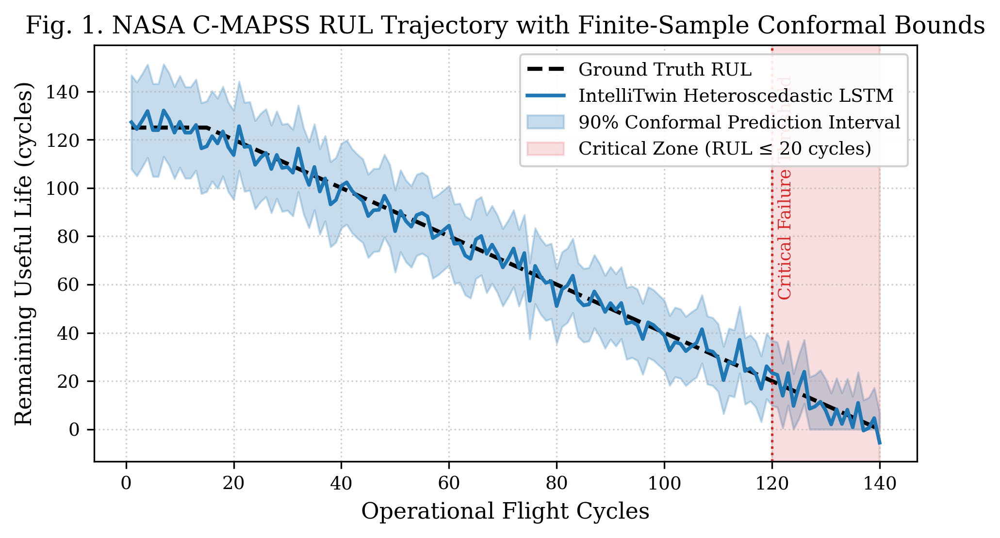 Fig. 1. NASA C-MAPSS RUL Trajectory with Finite-Sample Conformal Bounds
Ground Truth RUL
IntelliTwin Heteroscedastic LSTM
90% Conformal Prediction Interval
Critical Zone (RUL ≤ 20 cycles)
Critical Failure Threshold
Remaining Useful Life (cycles)
140
120
100
80
60
40
20
0
0 20 40 60 80 100 120 140
Operational Flight Cycles